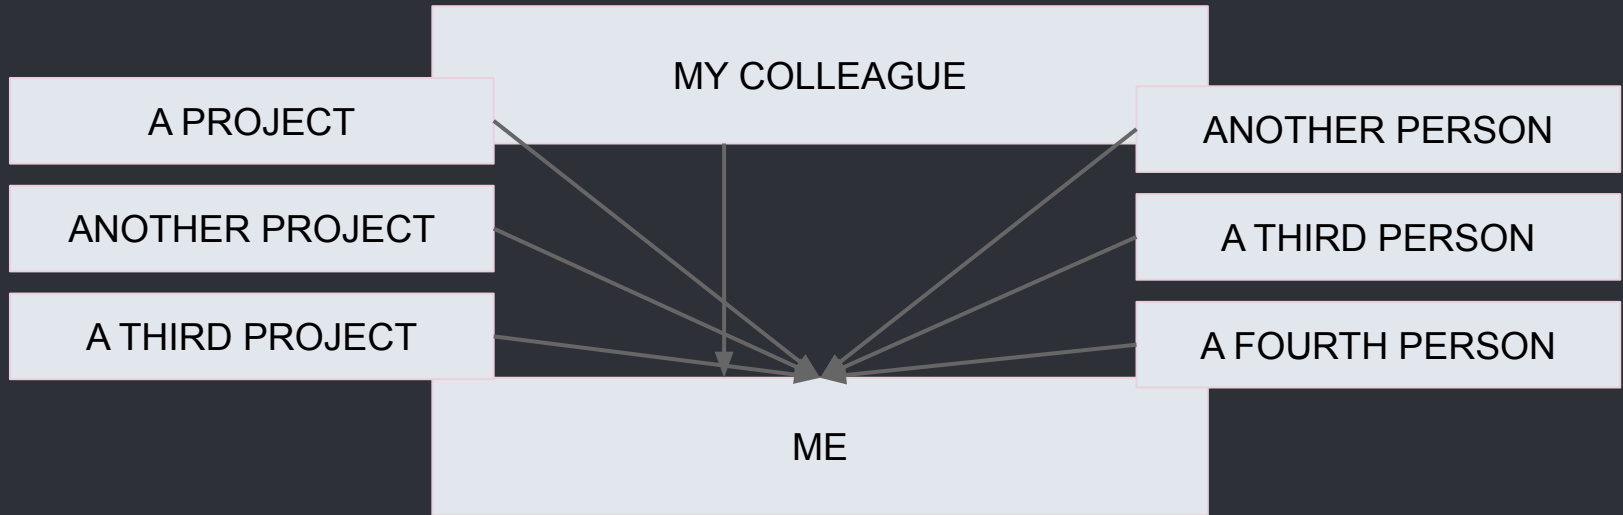 MY COLLEAGUE
A PROJECT
ANOTHER PROJECT
A THIRD PROJECT
ANOTHER PERSON
A THIRD PERSON
A FOURTH PERSON
ME